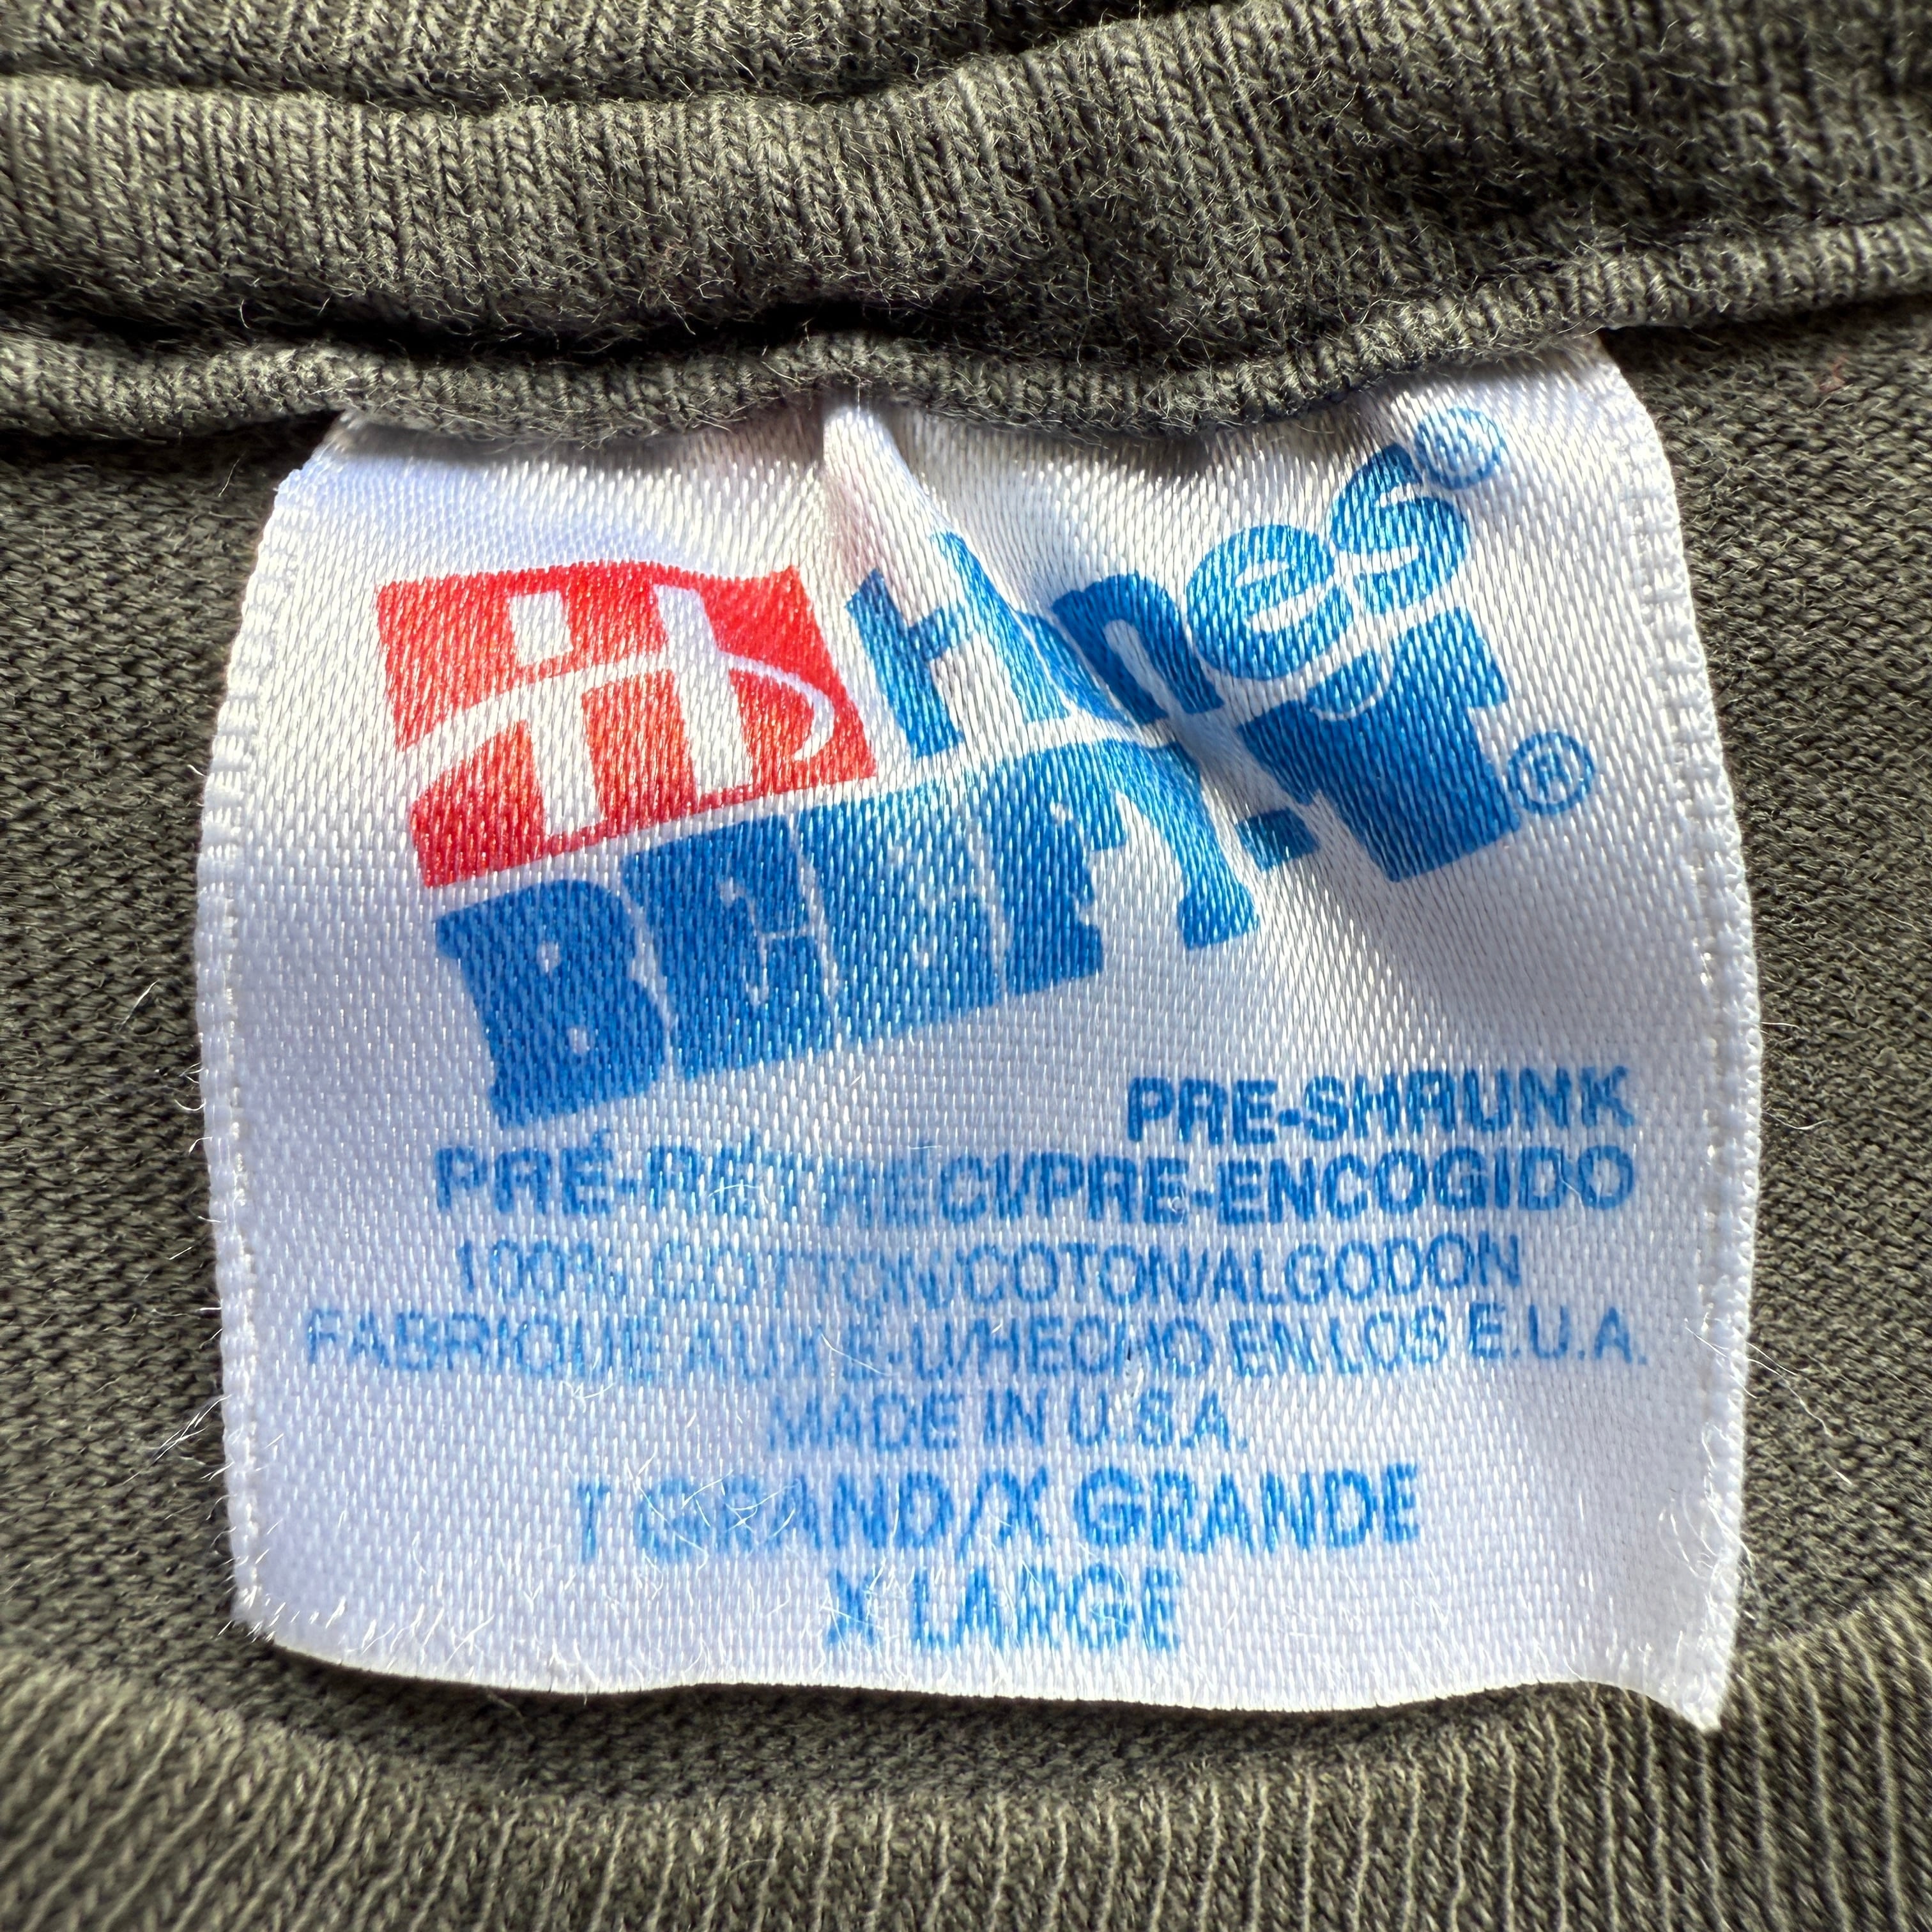 Hanes®
BEEFY-T®
PRE-SHRUNK
PRÉ-RÉTRÉCI/PRE-ENCOGIDO
100% COTTON/COTON/ALGODON
FABRIQUE AUX É-U/HECHO EN LOS E.U.A.
MADE IN U.S.A.
T GRAND/X GRANDE
X LARGE